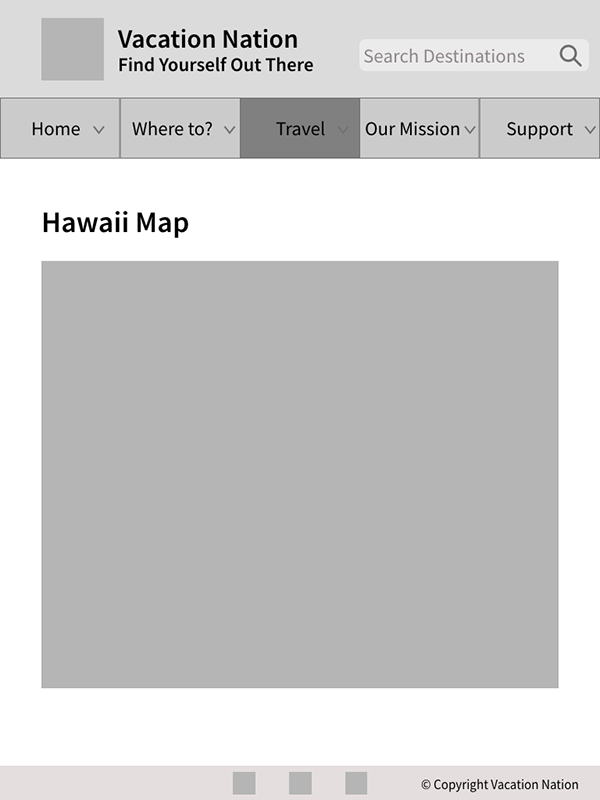 Vacation Nation
Find Yourself Out There
Search Destinations
Home
Where to?
Travel
Our Mission
Support
Hawaii Map
© Copyright Vacation Nation